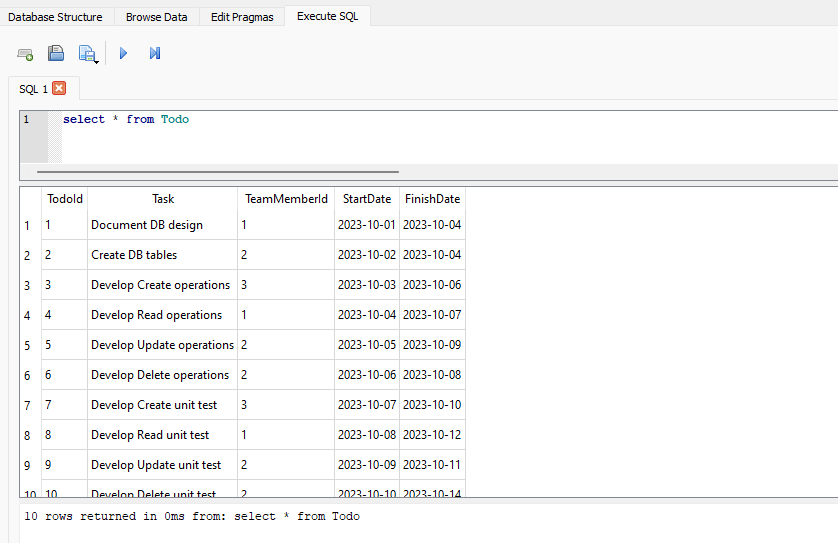 Database Structure Browse Data Edit Pragmas Execute SQL
SQL 1
1 select * from Todo
TodoId Task TeamMemberId StartDate FinishDate
1 1 Document DB design 1 2023-10-01 2023-10-04
2 2 Create DB tables 2 2023-10-02 2023-10-04
3 3 Develop Create operations 3 2023-10-03 2023-10-06
4 4 Develop Read operations 1 2023-10-04 2023-10-07
5 5 Develop Update operations 2 2023-10-05 2023-10-09
6 6 Develop Delete operations 2 2023-10-06 2023-10-08
7 7 Develop Create unit test 3 2023-10-07 2023-10-10
8 8 Develop Read unit test 1 2023-10-08 2023-10-12
9 9 Develop Update unit test 2 2023-10-09 2023-10-11
10 10 Develop Delete unit test 2 2023-10-10 2023-10-14
10 rows returned in 0ms from: select * from Todo